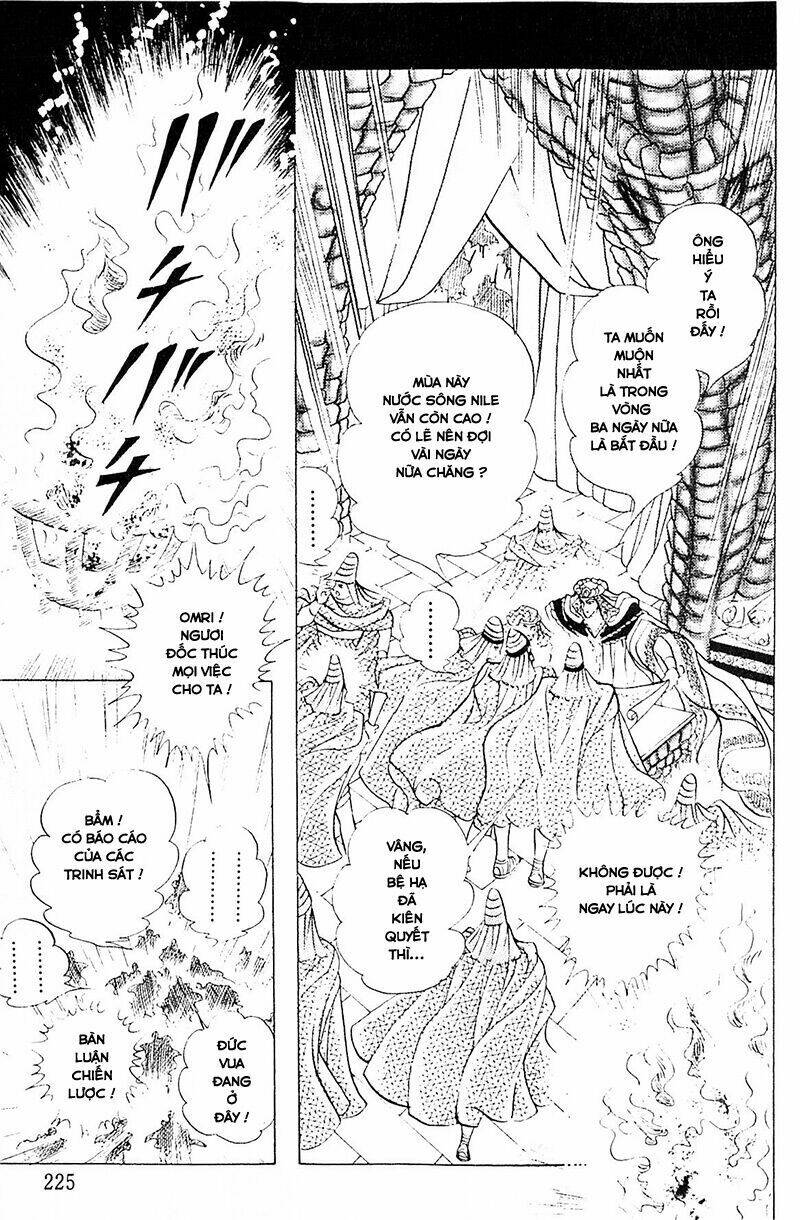 ÔNG
HIỂU
Ý
TA
RỒI
ĐẤY !
TA MUỐN
MUỘN
NHẤT
LÀ TRONG
VÒNG
BA NGÀY NỮA
LÀ BẮT ĐẦU !
MÙA NÀY
NƯỚC SÔNG NILE
VẪN CÒN CAO !
CÓ LẼ NÊN ĐỢI
VÀI NGÀY
NỮA CHĂNG ?
......
......
KHÔNG ĐƯỢC !
PHẢI LÀ
NGAY LÚC NÀY !
VÂNG,
NẾU
BỆ HẠ
ĐÃ
KIÊN
QUYẾT
THÌ...
パチパチ
OMRI !
NGƯƠI
ĐỐC THÚC
MỌI VIỆC
CHO TA !
BẨM !
CÓ BÁO CÁO
CỦA CÁC
TRINH SÁT !
......
......
......
......
ĐỨC
VUA
ĐANG
Ở
ĐÂY !
BÀN
LUẬN
CHIẾN
LƯỢC !
225